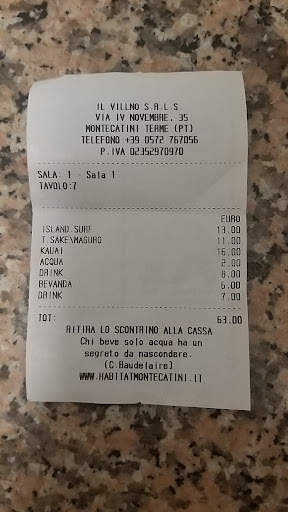 IL VILLNO S.R.L.S.
VIA IV NOVEMBRE, 35
MONTECATINI TERME (PT)
TELEFONO +39 0572 767056
P.IVA 02352970970
SALA: 1 - Sala 1
TAVOLO:7
EURO
ISLAND SURF 13.00
T.SAKE\MAGURO 11.00
KAUAI 16.00
ACQUA 2.00
DRINK 8.00
BEVANDA 6.00
DRINK 7.00
TOT: 63.00
RITIRA LO SCONTRINO ALLA CASSA
Chi beve solo acqua ha un
segreto da nascondere.
(C.Baudelaire)
WWW.HABITATMONTECATINI.IT